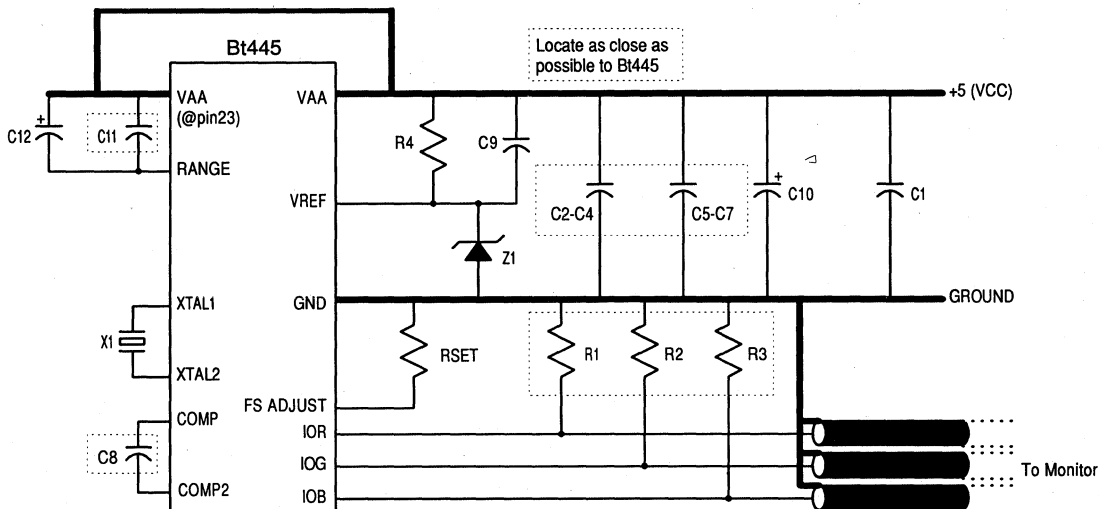 Bt445
Locate as close as
possible to Bt445
VAA
(@pin23)
VAA
+5 (VCC)
C12
+
C11
R4
C9
RANGE
VREF
C2-C4
C5-C7
+
C10
C1
Z1
XTAL1
GND
GROUND
X1
RSET
R1
R2
R3
XTAL2
FS ADJUST
COMP
IOR
C8
IOG
To Monitor
COMP2
IOB